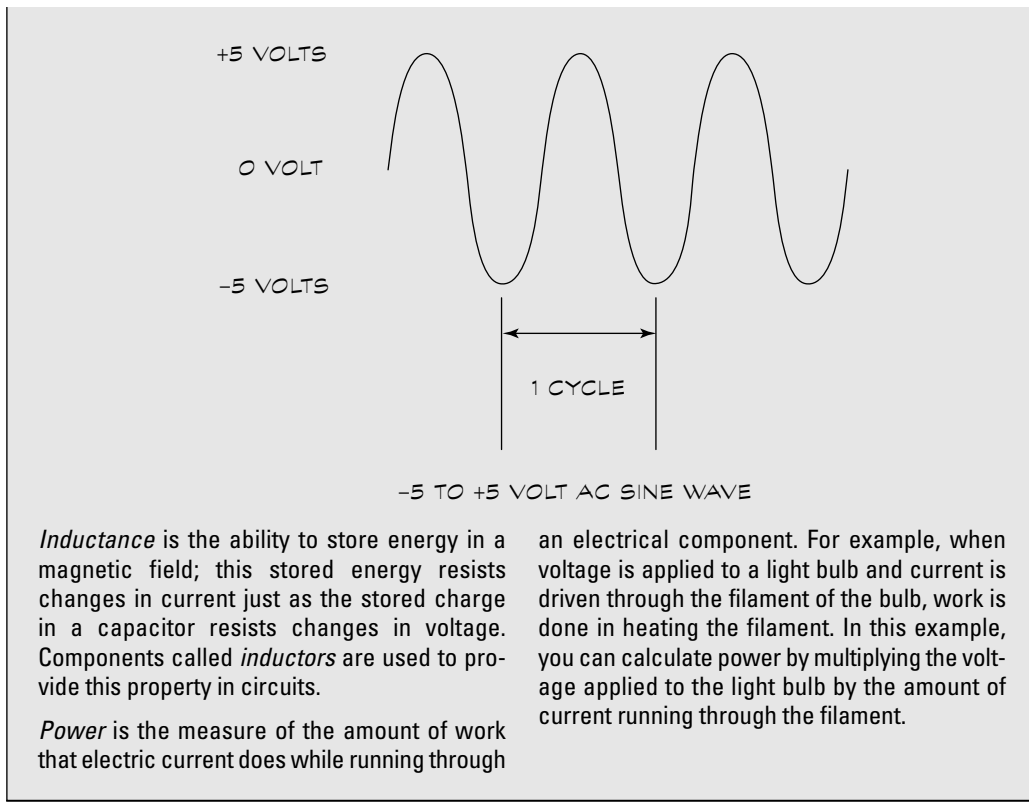 +5 VOLTS
0 VOLT
–5 VOLTS
1 CYCLE
–5 TO +5 VOLT AC SINE WAVE
Inductance is the ability to store energy in a
magnetic field; this stored energy resists
changes in current just as the stored charge
in a capacitor resists changes in voltage.
Components called inductors are used to pro-
vide this property in circuits.
Power is the measure of the amount of work
that electric current does while running through
an electrical component. For example, when
voltage is applied to a light bulb and current is
driven through the filament of the bulb, work is
done in heating the filament. In this example,
you can calculate power by multiplying the volt-
age applied to the light bulb by the amount of
current running through the filament.